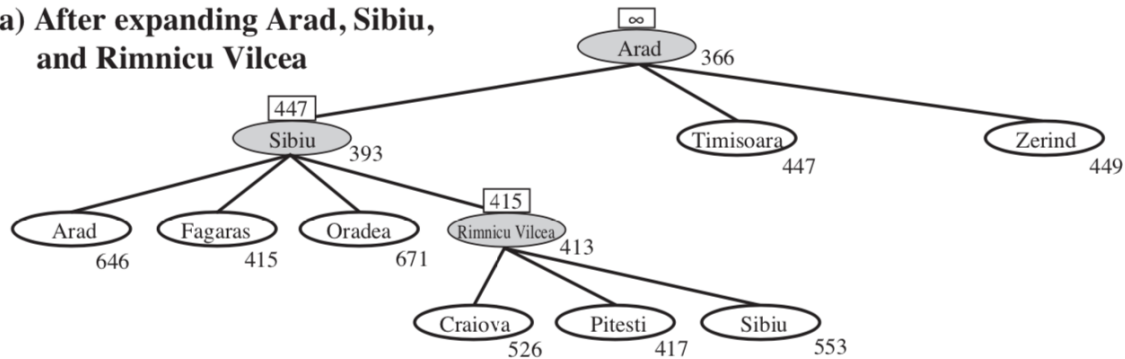 a) After expanding Arad, Sibiu,
and Rimnicu Vilcea
∞
Arad
366
447
Sibiu
393
Timisoara
447
Zerind
449
Arad
646
Fagaras
415
Oradea
671
415
Rimnicu Vilcea
413
Craiova
526
Pitesti
417
Sibiu
553